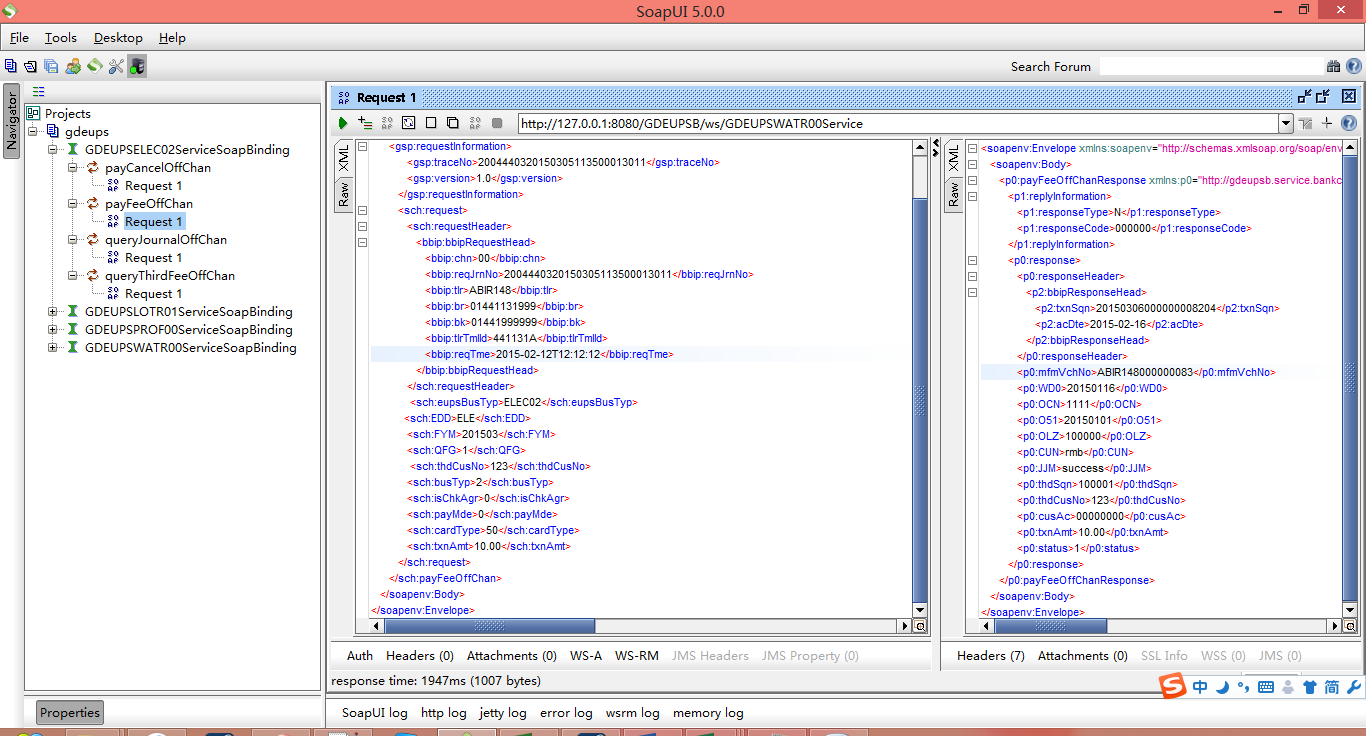 SoapUI 5.0.0
File Tools Desktop Help
Search Forum
Navigator
Projects
gdeups
GDEUPSELEC02ServiceSoapBinding
payCancelOffChan
Request 1
payFeeOffChan
Request 1
queryJournalOffChan
Request 1
queryThirdFeeOffChan
Request 1
GDEUPSLOTR01ServiceSoapBinding
GDEUPSPROF00ServiceSoapBinding
GDEUPSWATR00ServiceSoapBinding
Properties
Request 1
http://127.0.0.1:8080/GDEUPSB/ws/GDEUPSWATR00Service
XML
Raw
<gsp:requestInformation>
<gsp:traceNo>2004440320150305113500013011</gsp:traceNo>
<gsp:version>1.0</gsp:version>
</gsp:requestInformation>
<sch:request>
<sch:requestHeader>
<bbip:bbipRequestHead>
<bbip:chn>00</bbip:chn>
<bbip:reqJrnNo>2004440320150305113500013011</bbip:reqJrnNo>
<bbip:tlr>ABIR148</bbip:tlr>
<bbip:br>01441131999</bbip:br>
<bbip:bk>01441999999</bbip:bk>
<bbip:tlrTmlId>441131A</bbip:tlrTmlId>
<bbip:reqTme>2015-02-12T12:12:12</bbip:reqTme>
</bbip:bbipRequestHead>
</sch:requestHeader>
<sch:eupsBusTyp>ELEC02</sch:eupsBusTyp>
<sch:EDD>ELE</sch:EDD>
<sch:FYM>201503</sch:FYM>
<sch:QFG>1</sch:QFG>
<sch:thdCusNo>123</sch:thdCusNo>
<sch:busTyp>2</sch:busTyp>
<sch:isChkAgr>0</sch:isChkAgr>
<sch:payMde>0</sch:payMde>
<sch:cardType>50</sch:cardType>
<sch:txnAmt>10.00</sch:txnAmt>
</sch:request>
</sch:payFeeOffChan>
</soapenv:Body>
</soapenv:Envelope>
Auth Headers (0) Attachments (0) WS-A WS-RM JMS Headers JMS Property (0)
XML
Raw
<soapenv:Envelope xmlns:soapenv="http://schemas.xmlsoap.org/soap/env
<soapenv:Body>
<p0:payFeeOffChanResponse xmlns:p0="http://gdeupsb.service.bankc
<p1:replyInformation>
<p1:responseType>N</p1:responseType>
<p1:responseCode>000000</p1:responseCode>
</p1:replyInformation>
<p0:response>
<p0:responseHeader>
<p2:bbipResponseHead>
<p2:txnSqn>20150306000000008204</p2:txnSqn>
<p2:acDte>2015-02-16</p2:acDte>
</p2:bbipResponseHead>
</p0:responseHeader>
<p0:mfmVchNo>ABIR148000000083</p0:mfmVchNo>
<p0:WD0>20150116</p0:WD0>
<p0:OCN>1111</p0:OCN>
<p0:O51>20150101</p0:O51>
<p0:OLZ>100000</p0:OLZ>
<p0:CUN>rmb</p0:CUN>
<p0:JJM>success</p0:JJM>
<p0:thdSqn>100001</p0:thdSqn>
<p0:thdCusNo>123</p0:thdCusNo>
<p0:cusAc>00000000</p0:cusAc>
<p0:txnAmt>10.00</p0:txnAmt>
<p0:status>1</p0:status>
</p0:response>
</p0:payFeeOffChanResponse>
</soapenv:Body>
</soapenv:Envelope>
Headers (7) Attachments (0) SSL Info WSS (0) JMS (0)
response time: 1947ms (1007 bytes)
中 简
SoapUI log http log jetty log error log wsrm log memory log